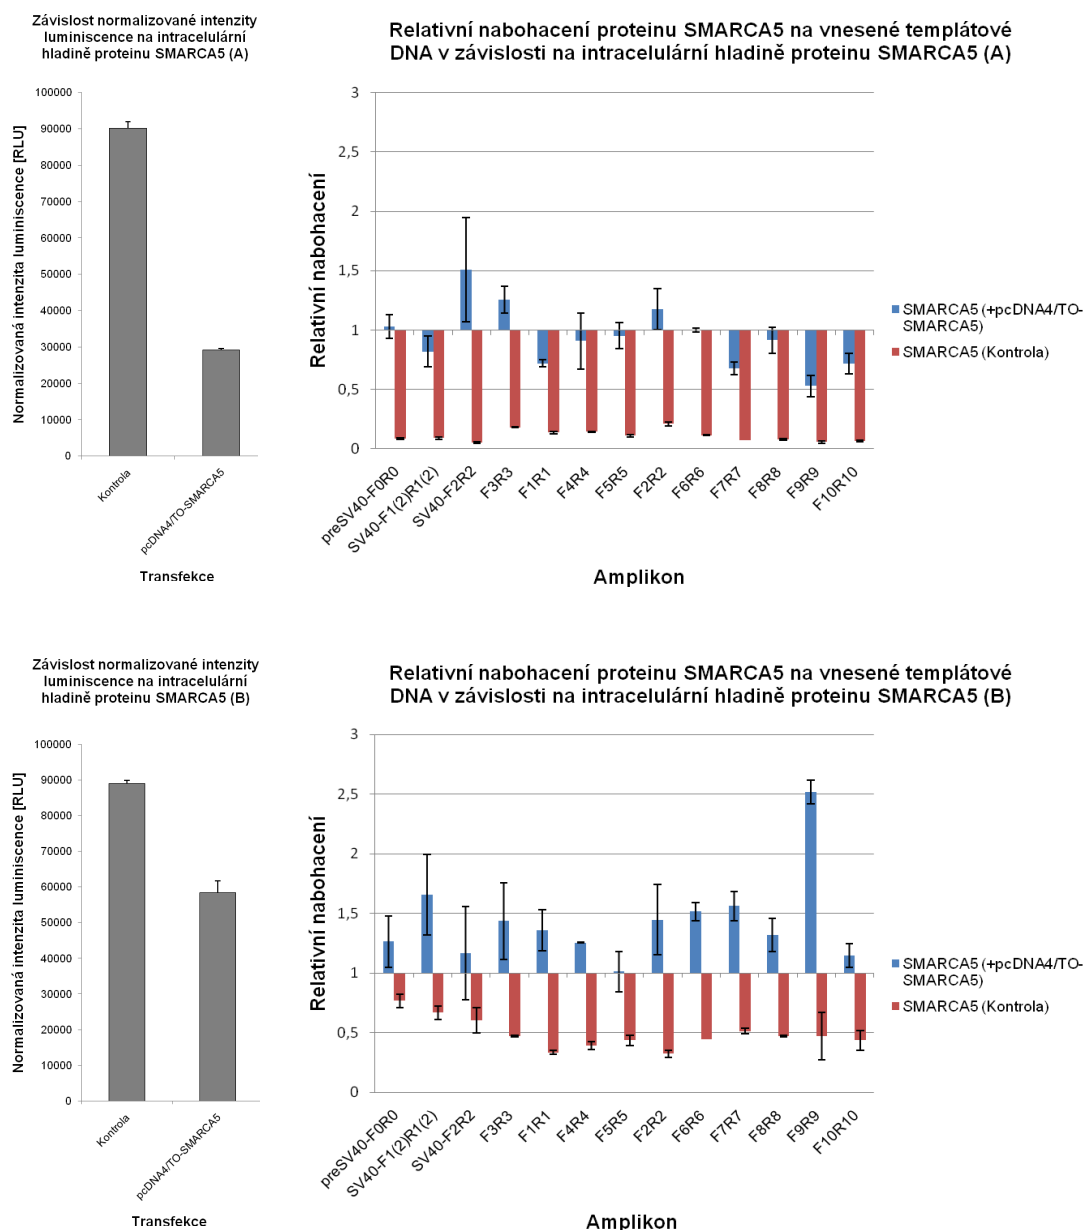 Závislost normalizované intenzity
luminiscence na intracelulární
hladině proteinu SMARCA5 (A)
Normalizovaná intenzita luminiscence [RLU]
100000
90000
80000
70000
60000
50000
40000
30000
20000
10000
0
Kontrola
pcDNA4/TO-SMARCA5
Transfekce
Relativní nabohacení proteinu SMARCA5 na vnesené templátové
DNA v závislosti na intracelulární hladině proteinu SMARCA5 (A)
Relativní nabohacení
3
2,5
2
1,5
1
0,5
0
preSV40-F0R0
SV40-F1(2)R1(2)
SV40-F2R2
F3R3
F1R1
F4R4
F5R5
F2R2
F6R6
F7R7
F8R8
F9R9
F10R10
Amplikon
SMARCA5 (+pcDNA4/TO-
SMARCA5)
SMARCA5 (Kontrola)
Závislost normalizované intenzity
luminiscence na intracelulární
hladině proteinu SMARCA5 (B)
Normalizovaná intenzita luminiscence [RLU]
100000
90000
80000
70000
60000
50000
40000
30000
20000
10000
0
Kontrola
pcDNA4/TO-SMARCA5
Transfekce
Relativní nabohacení proteinu SMARCA5 na vnesené templátové
DNA v závislosti na intracelulární hladině proteinu SMARCA5 (B)
Relativní nabohacení
3
2,5
2
1,5
1
0,5
0
preSV40-F0R0
SV40-F1(2)R1(2)
SV40-F2R2
F3R3
F1R1
F4R4
F5R5
F2R2
F6R6
F7R7
F8R8
F9R9
F10R10
Amplikon
SMARCA5 (+pcDNA4/TO-
SMARCA5)
SMARCA5 (Kontrola)